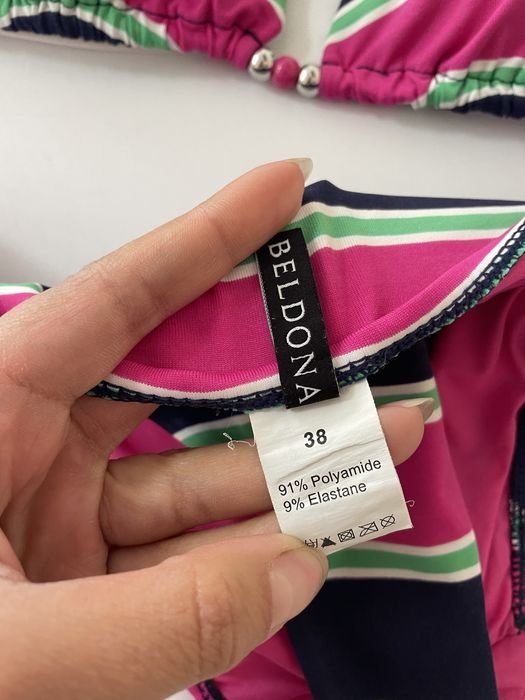 BELDONA
38
91% Polyamide
9% Elastane